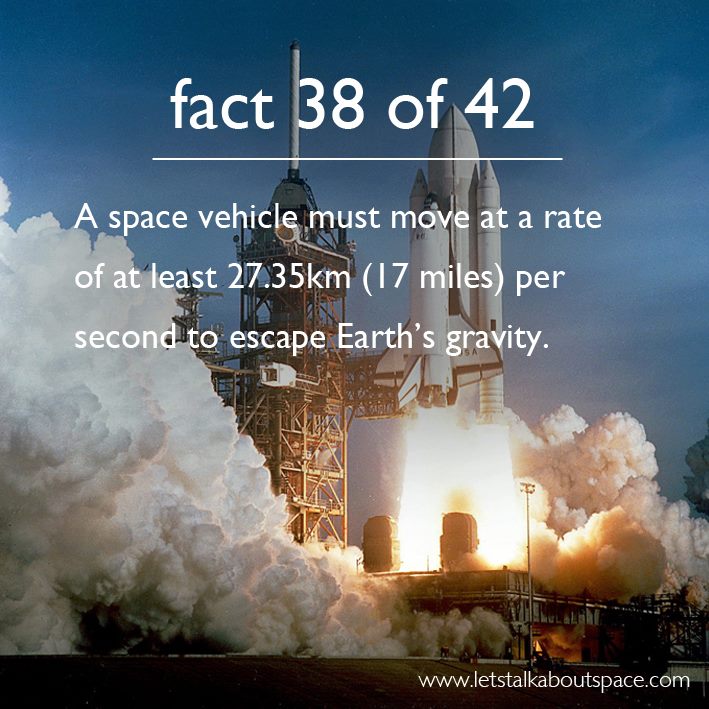 fact 38 of 42
A space vehicle must move at a rate
of at least 27.35km (17 miles) per
second to escape Earth's gravity.
USA
www.letstalkaboutspace.com